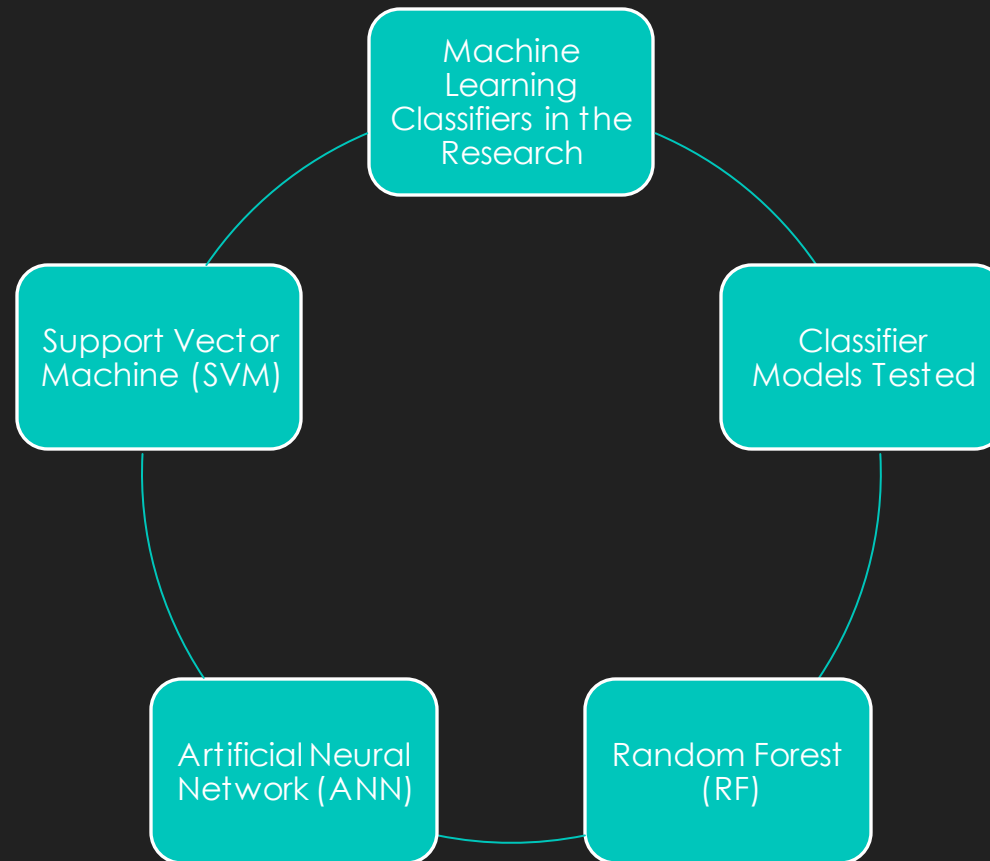 Machine
Learning
Classifiers in the
Research
Classifier
Models Tested
Random Forest
(RF)
Artificial Neural
Network (ANN)
Support Vector
Machine (SVM)